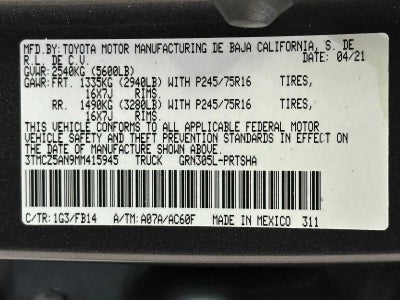 MFD.BY:TOYOTA MOTOR MANUFACTURING DE BAJA CALIFORNIA, S. DE
R.L. DE C.V. DATE: 04/21
GVWR:2540KG (5600LB)
GAWR:FRT. 1335KG (2940LB) WITH P245/75R16 TIRES,
16X7J RIMS.
RR. 1490KG (3280LB) WITH P245/75R16 TIRES,
16X7J RIMS.
THIS VEHICLE CONFORMS TO ALL APPLICABLE FEDERAL MOTOR
VEHICLE SAFETY AND THEFT PREVENTION STANDARDS IN EFFECT ON
THE DATE OF MANUFACTURE SHOWN ABOVE.
3TMCZ5AN9MM415945 TRUCK GRN305L-PRTSHA
C/TR:1G3/FB14 A/TM:A07A/AC60F MADE IN MEXICO 311